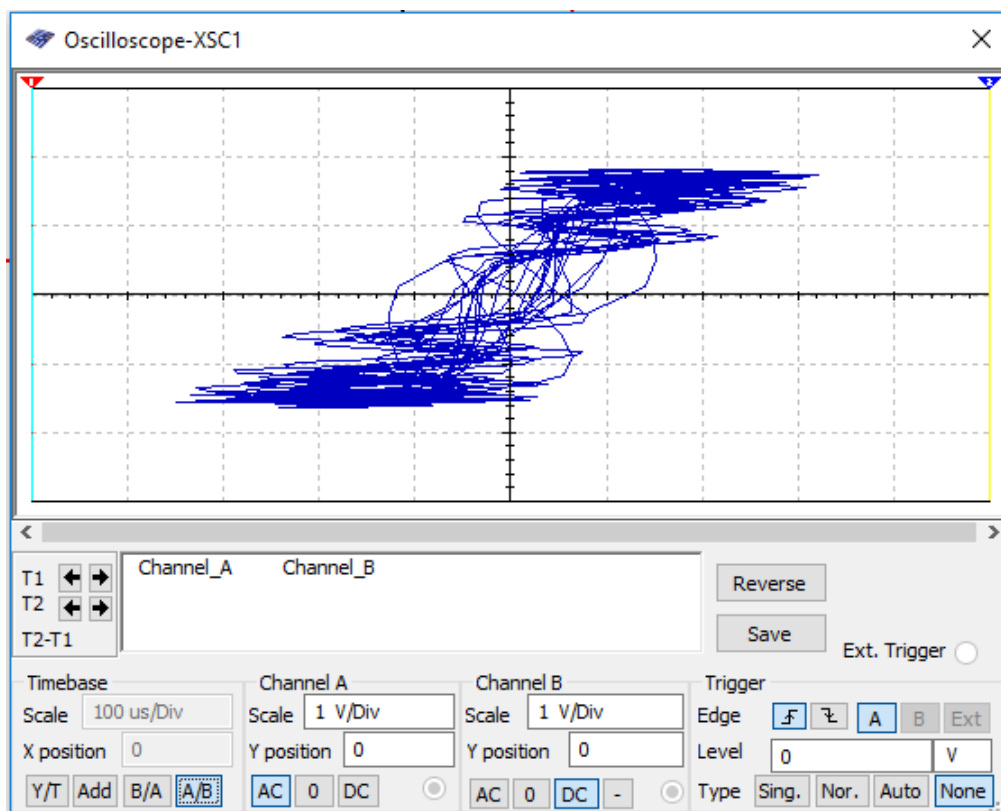 Oscilloscope-XSC1
1 2
T1
T2
T2-T1
Channel_A Channel_B
Reverse
Save
Ext. Trigger
Timebase
Scale 100 us/Div
X position 0
Y/T Add B/A A/B
Channel A
Scale 1 V/Div
Y position 0
AC 0 DC
Channel B
Scale 1 V/Div
Y position 0
AC 0 DC -
Trigger
Edge A B Ext
Level 0 V
Type Sing. Nor. Auto None